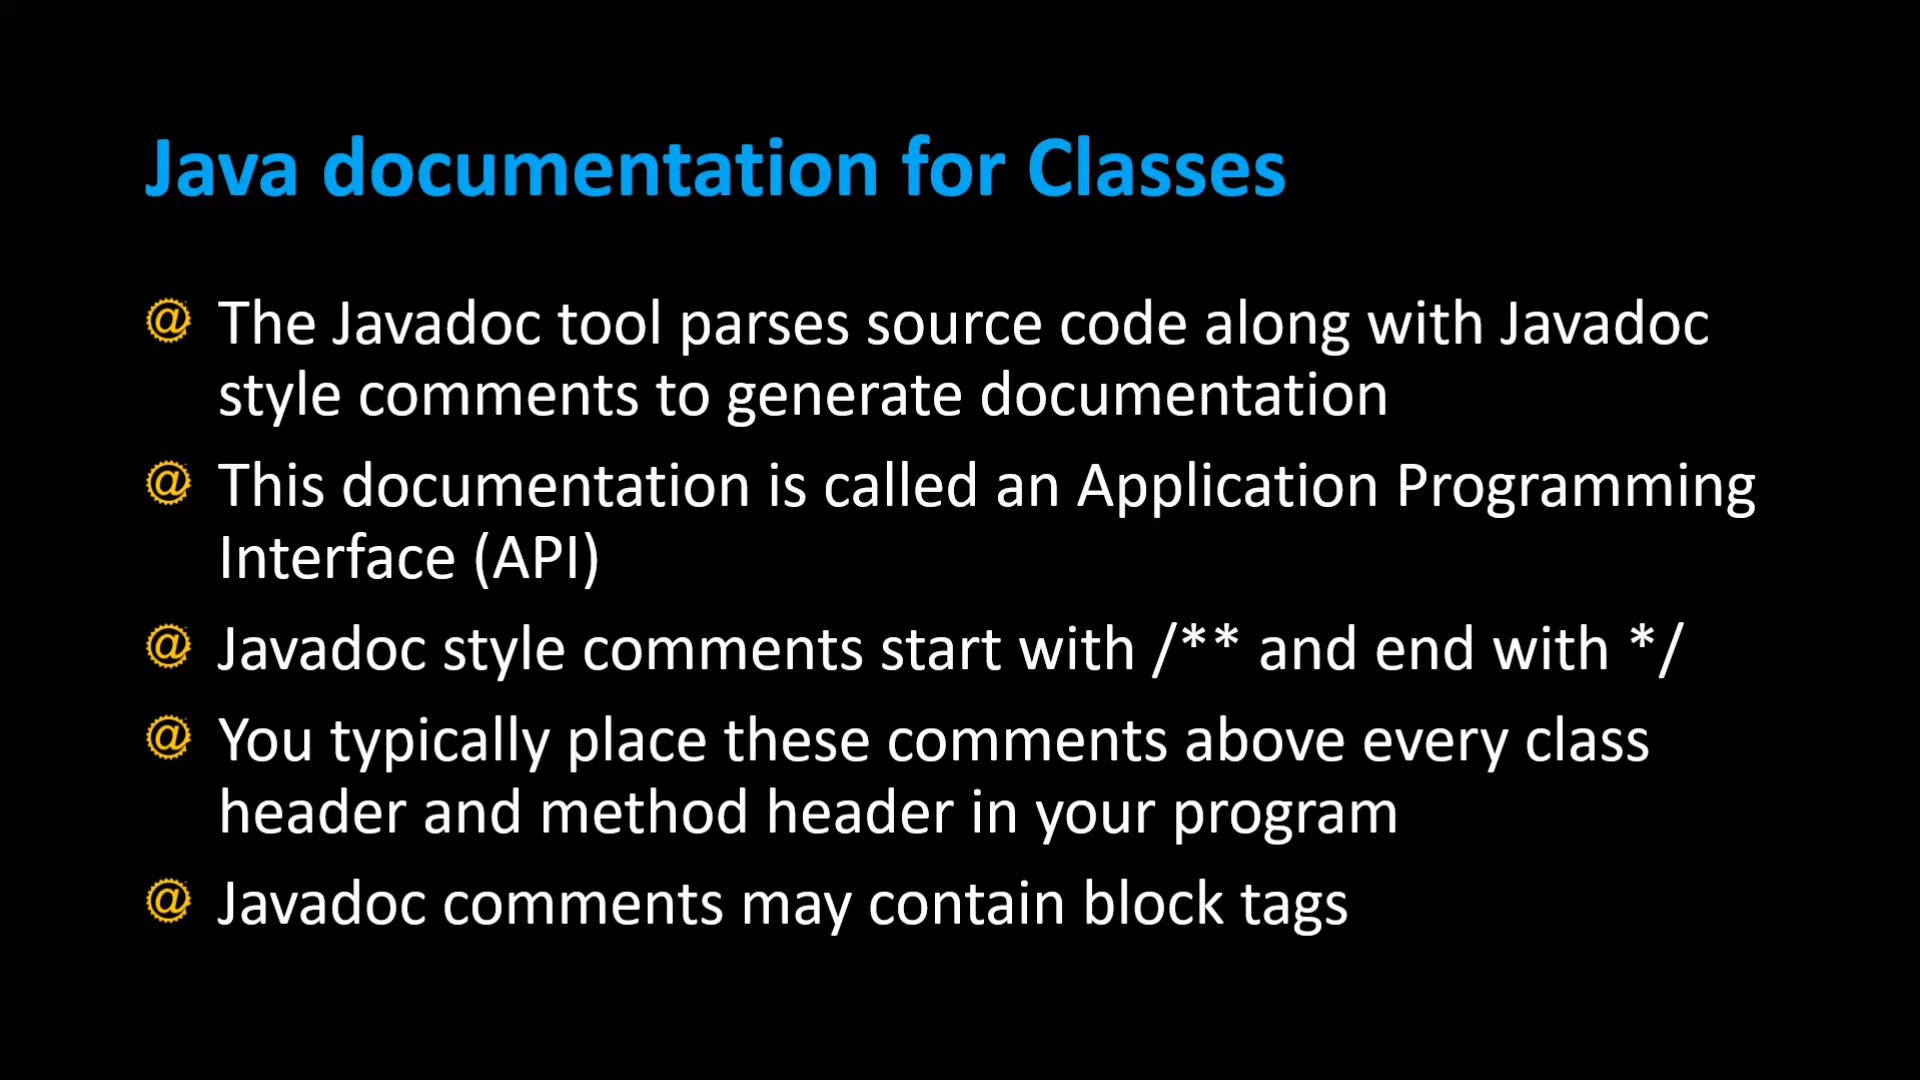 Java documentation for Classes
@ The Javadoc tool parses source code along with Javadoc
style comments to generate documentation
@ This documentation is called an Application Programming
Interface (API)
@ Javadoc style comments start with /** and end with */
@ You typically place these comments above every class
header and method header in your program
@ Javadoc comments may contain block tags